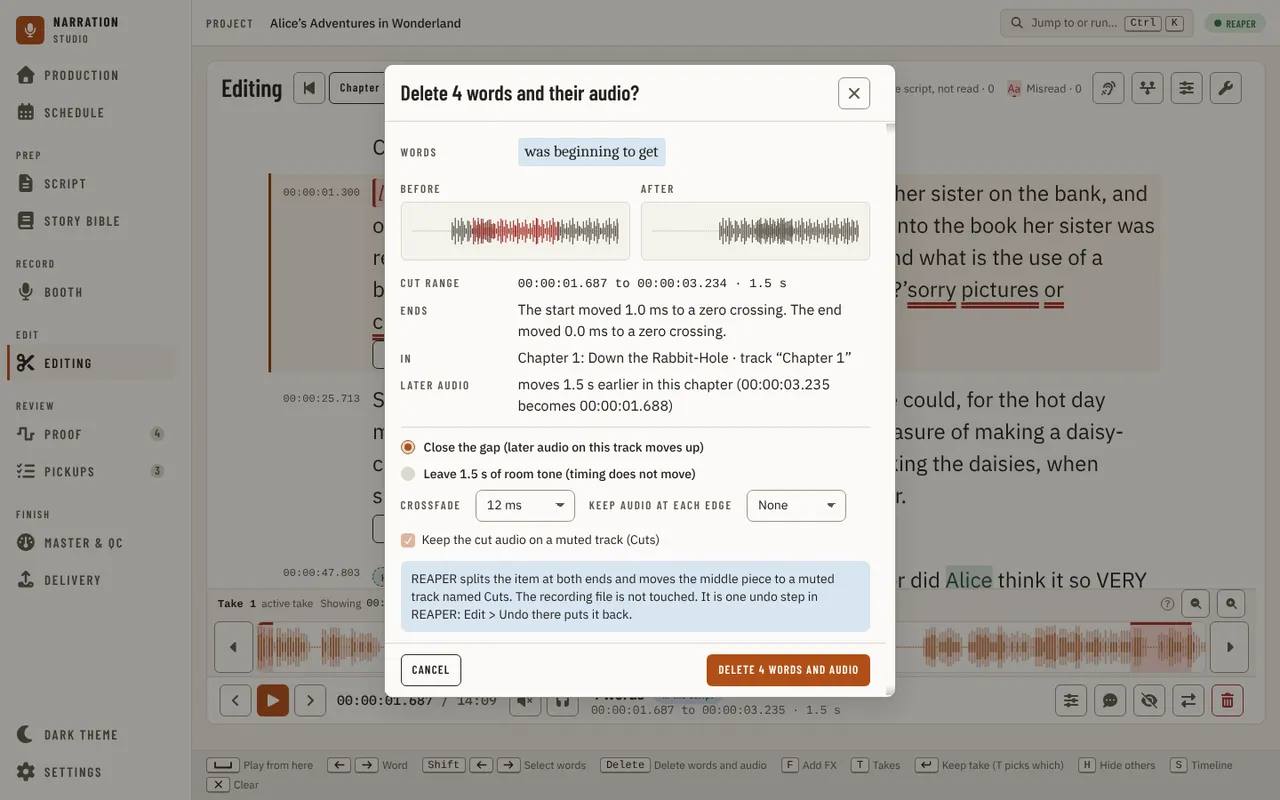 NARRATION
STUDIO
PROJECT Alice's Adventures in Wonderland
Jump to or run... Ctrl K
REAPER
PRODUCTION
SCHEDULE
PREP
SCRIPT
STORY BIBLE
RECORD
BOOTH
EDIT
EDITING
REVIEW
PROOF 4
PICKUPS 3
FINISH
MASTER & QC
DELIVERY
DARK THEME
SETTINGS
Editing
Chapter
script, not read · 0
Aa Misread · 0
00:00:01.300
her sister on the bank, and
nto the book her sister was
d what is the use of a
?’sorry pictures or
00:00:25.713
could, for the hot day
asure of making a daisy-
king the daisies, when
r.
00:00:47.803
r did Alice think it so VERY
Delete 4 words and their audio?
WORDS was beginning to get
BEFORE
AFTER
CUT RANGE 00:00:01.687 to 00:00:03.234 · 1.5 s
ENDS The start moved 1.0 ms to a zero crossing. The end
moved 0.0 ms to a zero crossing.
IN Chapter 1: Down the Rabbit-Hole · track “Chapter 1”
LATER AUDIO moves 1.5 s earlier in this chapter (00:00:03.235
becomes 00:00:01.688)
Close the gap (later audio on this track moves up)
Leave 1.5 s of room tone (timing does not move)
CROSSFADE 12 ms KEEP AUDIO AT EACH EDGE None
Keep the cut audio on a muted track (Cuts)
REAPER splits the item at both ends and moves the middle piece to a muted
track named Cuts. The recording file is not touched. It is one undo step in
REAPER: Edit > Undo there puts it back.
CANCEL
DELETE 4 WORDS AND AUDIO
Take 1 active take Showing 00:
00:00:01.687 / 14:09
00:00:01.687 to 00:00:03.235 · 1.5 s
Play from here ← → Word Shift ← → Select words Delete Delete words and audio F Add FX T Takes Keep take (T picks which) H Hide others S Timeline
X Clear